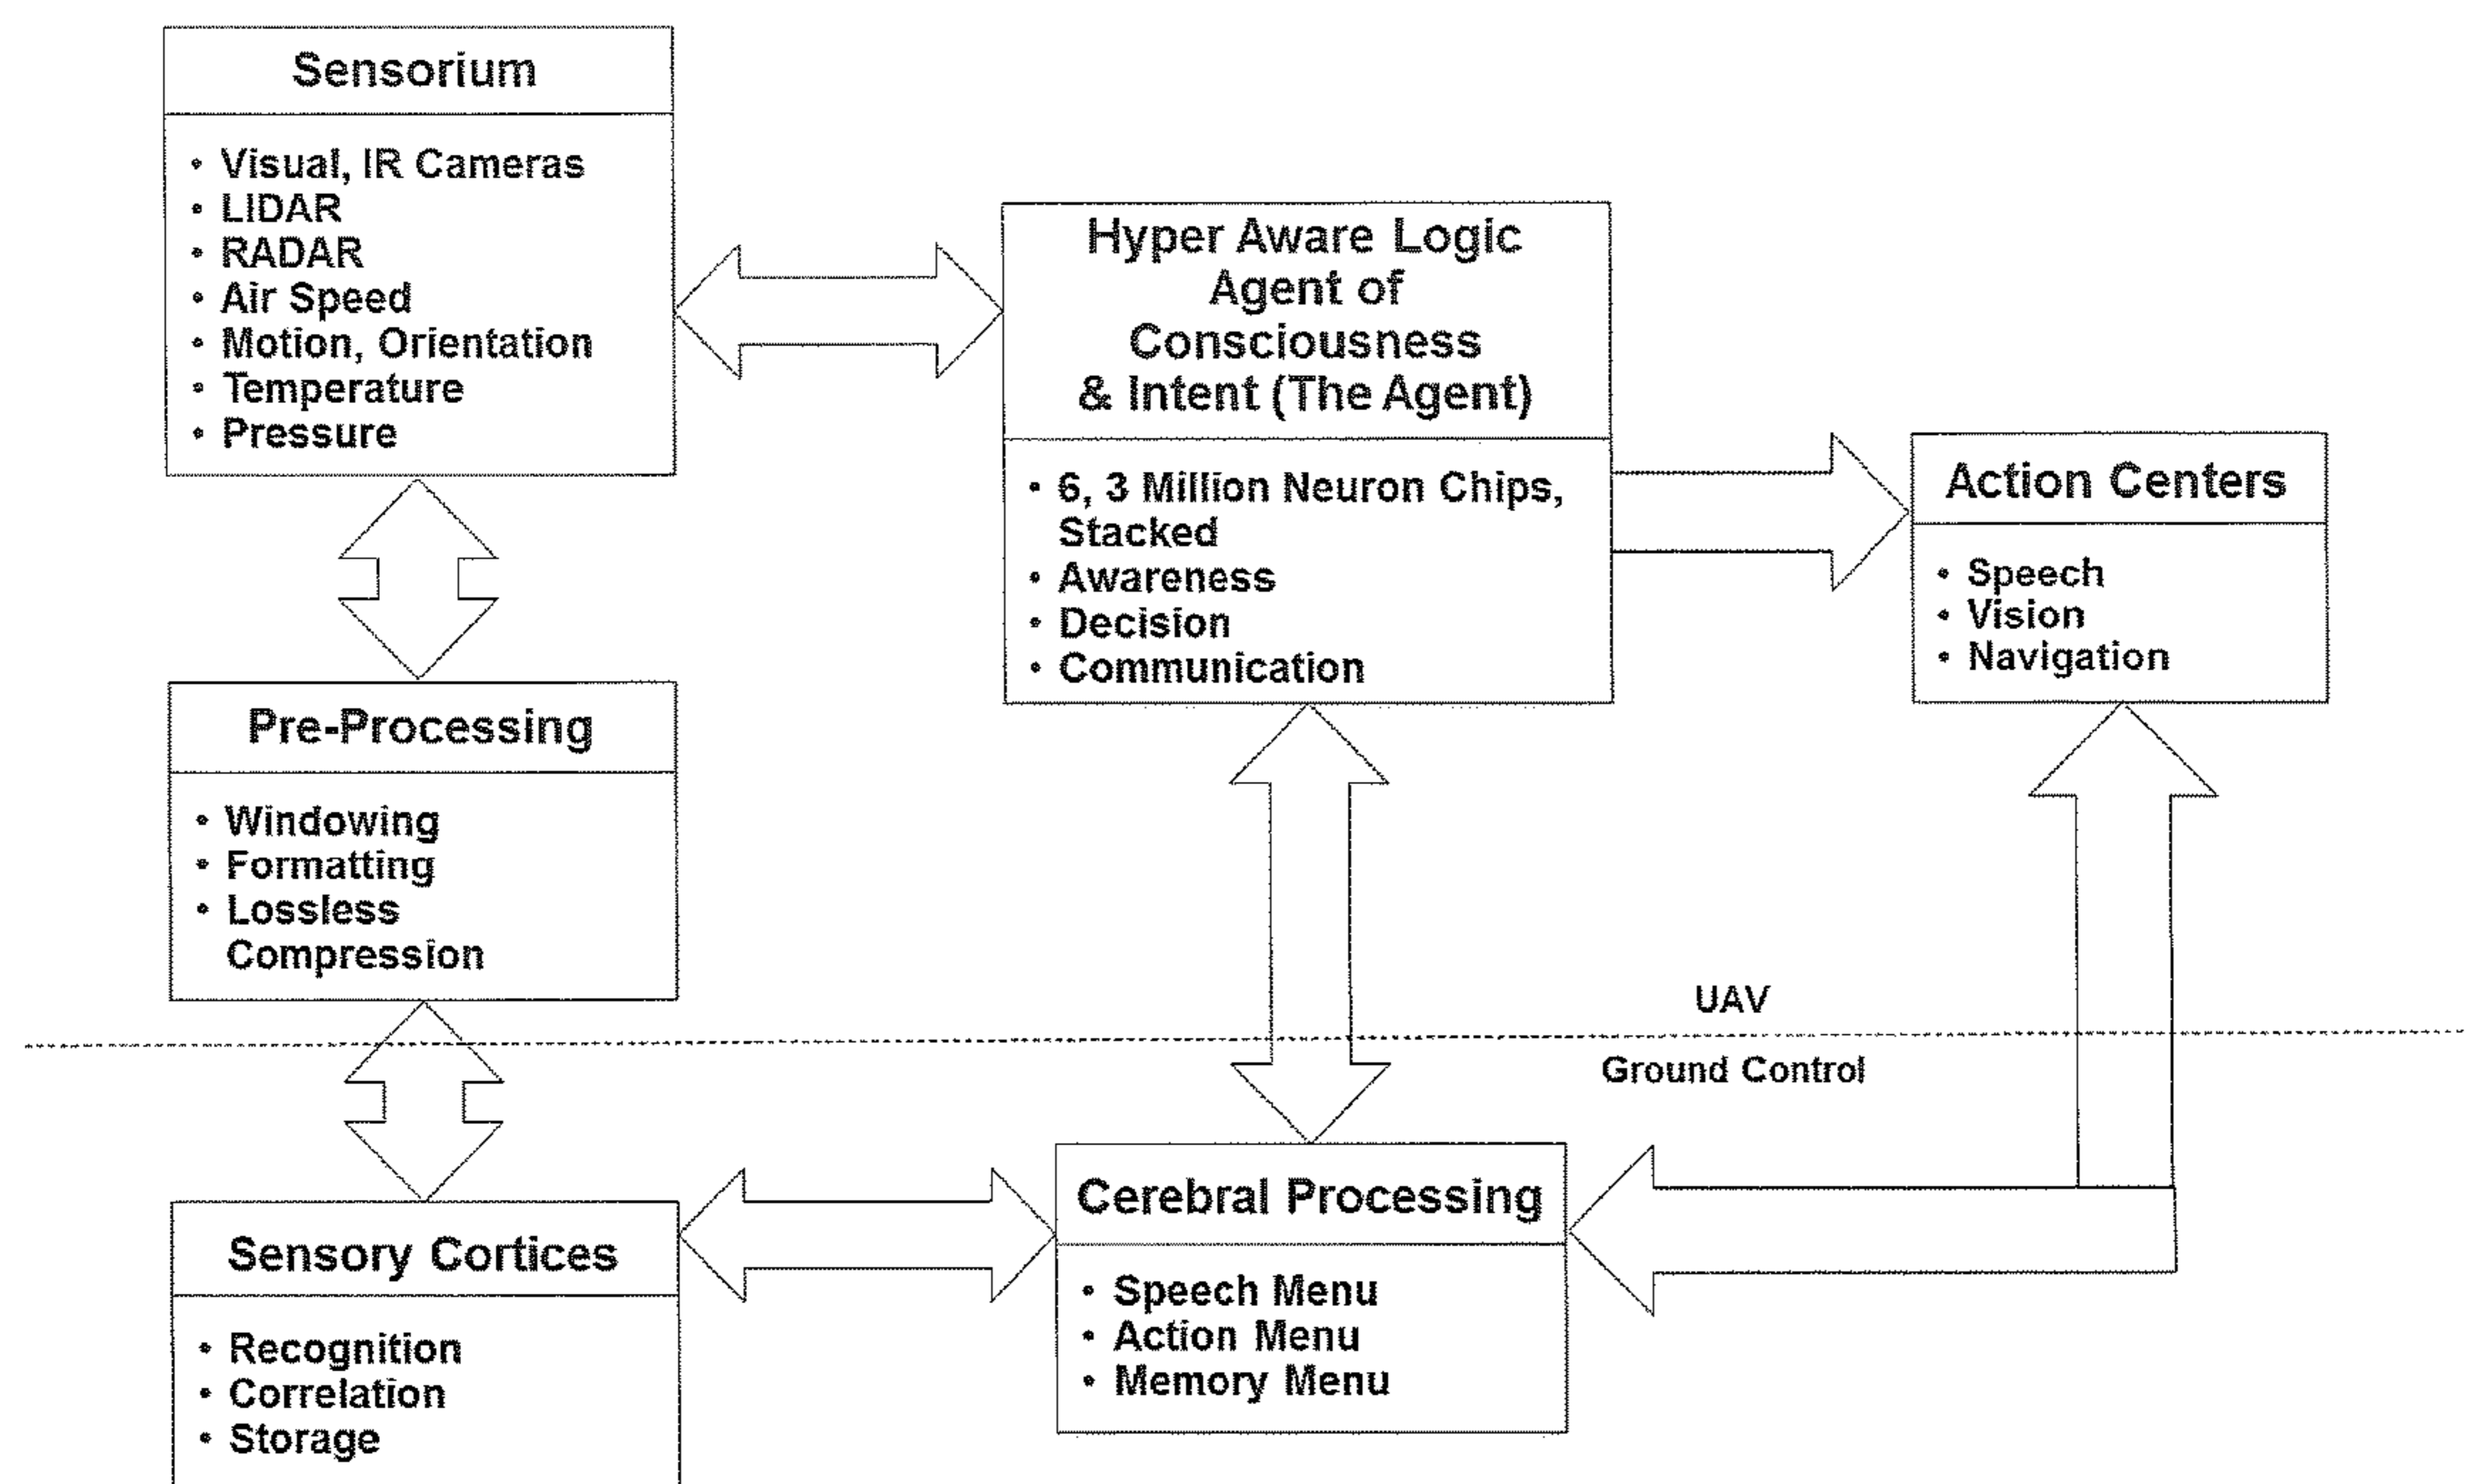 Sensorium
• Visual, IR Cameras
• LIDAR
• RADAR
• Air Speed
• Motion, Orientation
• Temperature
• Pressure
Hyper Aware Logic
Agent of
Consciousness
& Intent (The Agent)
• 6, 3 Million Neuron Chips,
Stacked
• Awareness
• Decision
• Communication
Action Centers
• Speech
• Vision
• Navigation
Pre-Processing
• Windowing
• Formatting
• Lossless
Compression
UAV
Ground Control
Sensory Cortices
• Recognition
• Correlation
• Storage
Cerebral Processing
• Speech Menu
• Action Menu
• Memory Menu